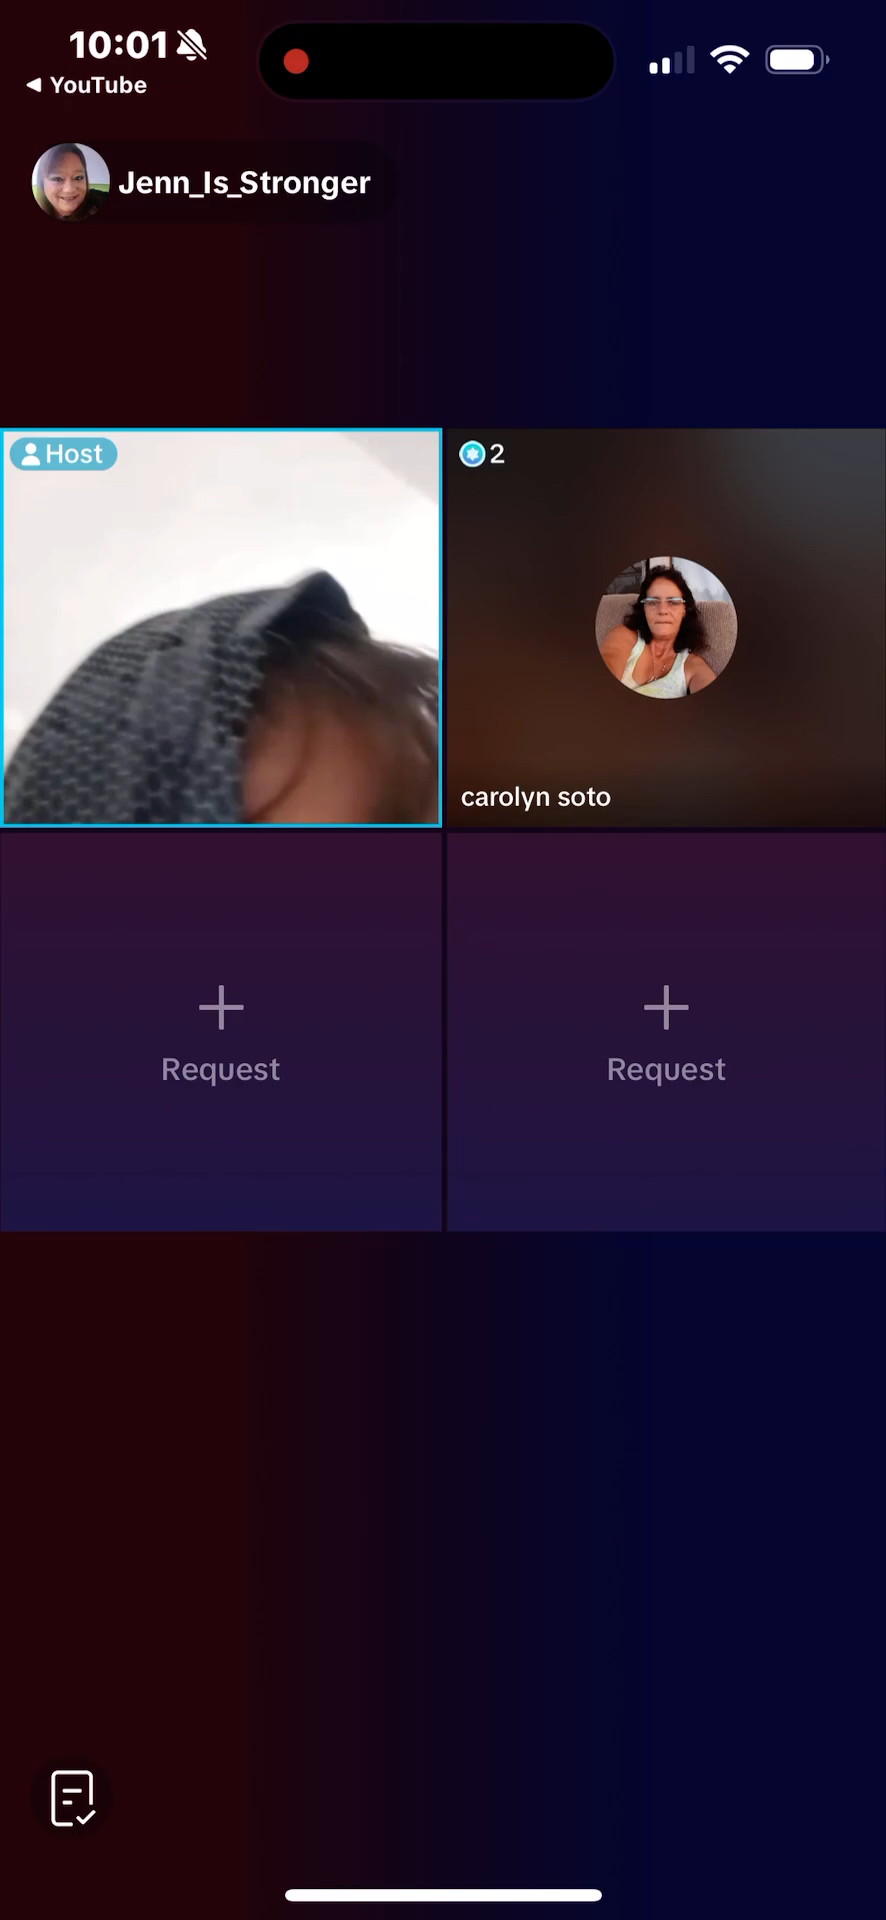 10:01
YouTube
Jenn_Is_Stronger
Host
2
carolyn soto
Request
Request